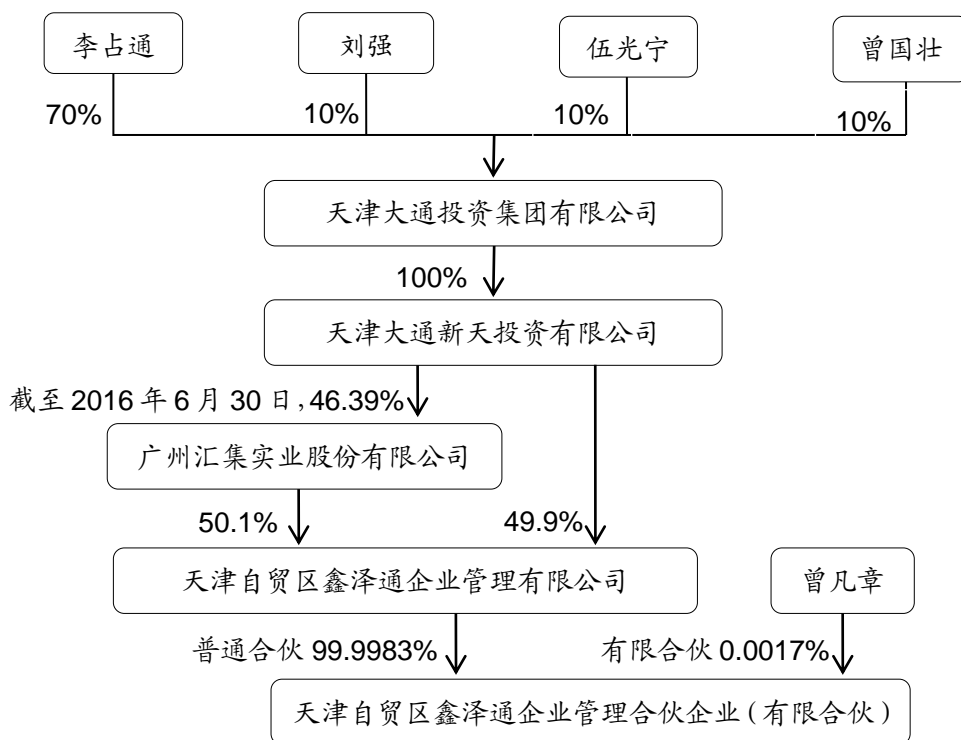 李占通
刘强
伍光宁
曾国壮
70%
10%
10%
10%
天津大通投资集团有限公司
100%
天津大通新天投资有限公司
截至 2016 年 6 月 30 日,46.39%
广州汇集实业股份有限公司
50.1%
49.9%
天津自贸区鑫泽通企业管理有限公司
曾凡章
普通合伙 99.9983%
有限合伙 0.0017%
天津自贸区鑫泽通企业管理合伙企业(有限合伙)